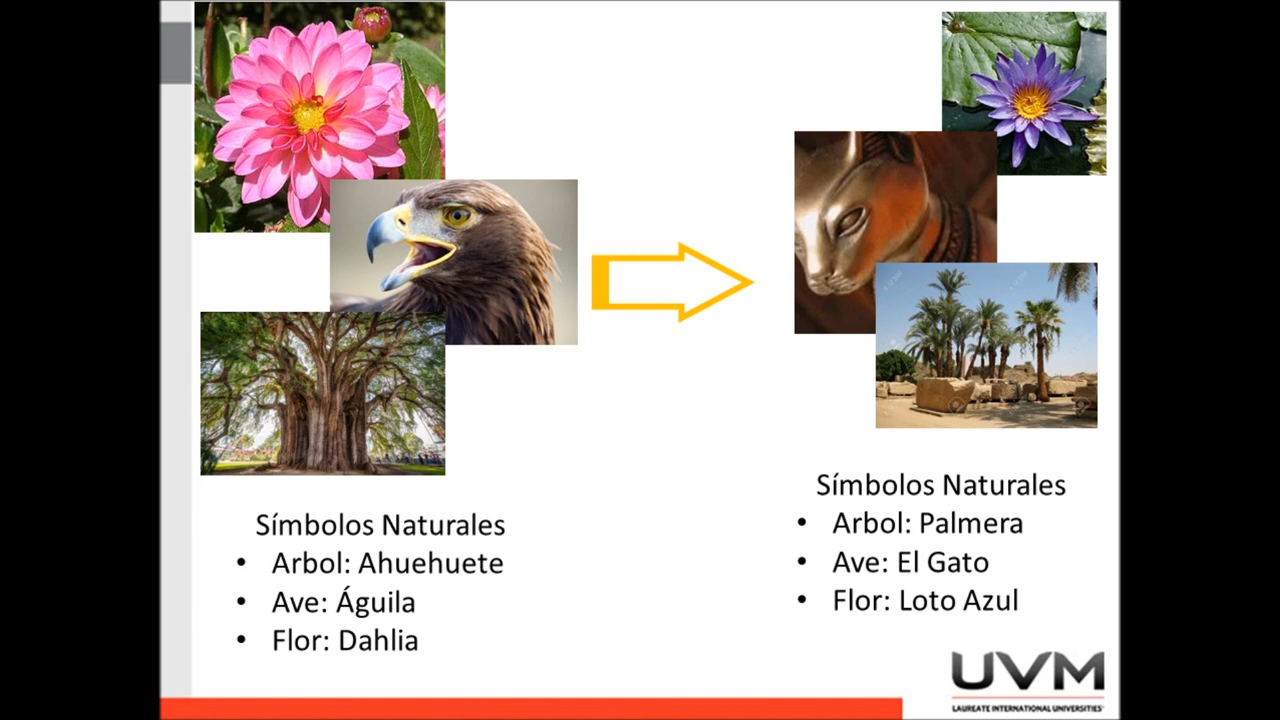 Símbolos Naturales
• Arbol: Ahuehuete
• Ave: Águila
• Flor: Dahlia
Símbolos Naturales
• Arbol: Palmera
• Ave: El Gato
• Flor: Loto Azul
UVM
LAUREATE INTERNATIONAL UNIVERSITIES